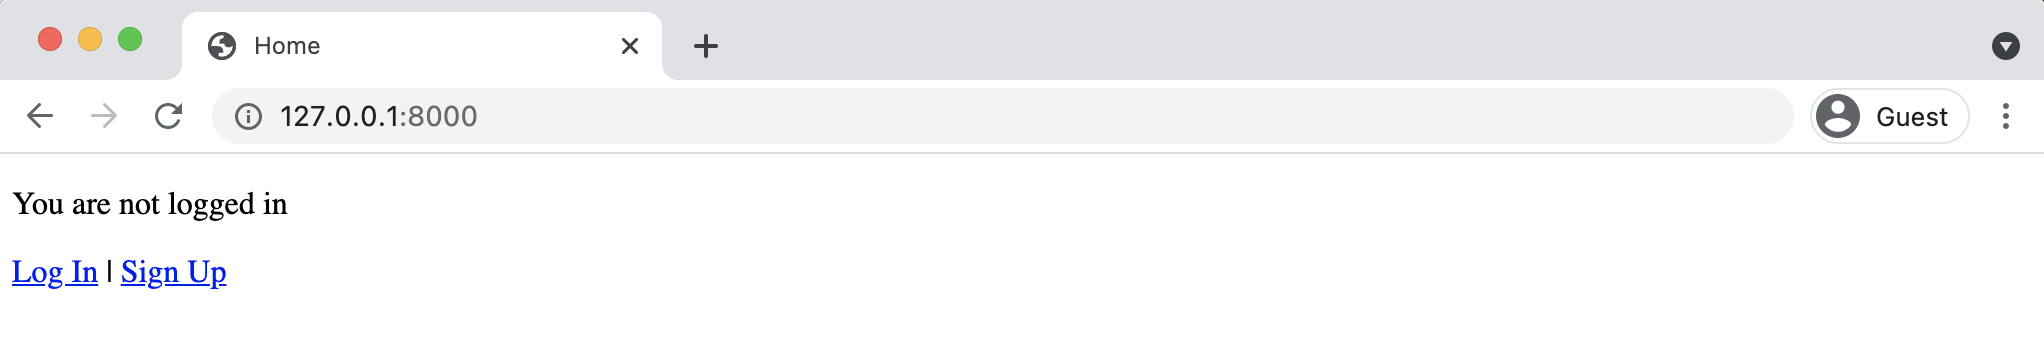 Home
127.0.0.1:8000
Guest
You are not logged in
Log In | Sign Up